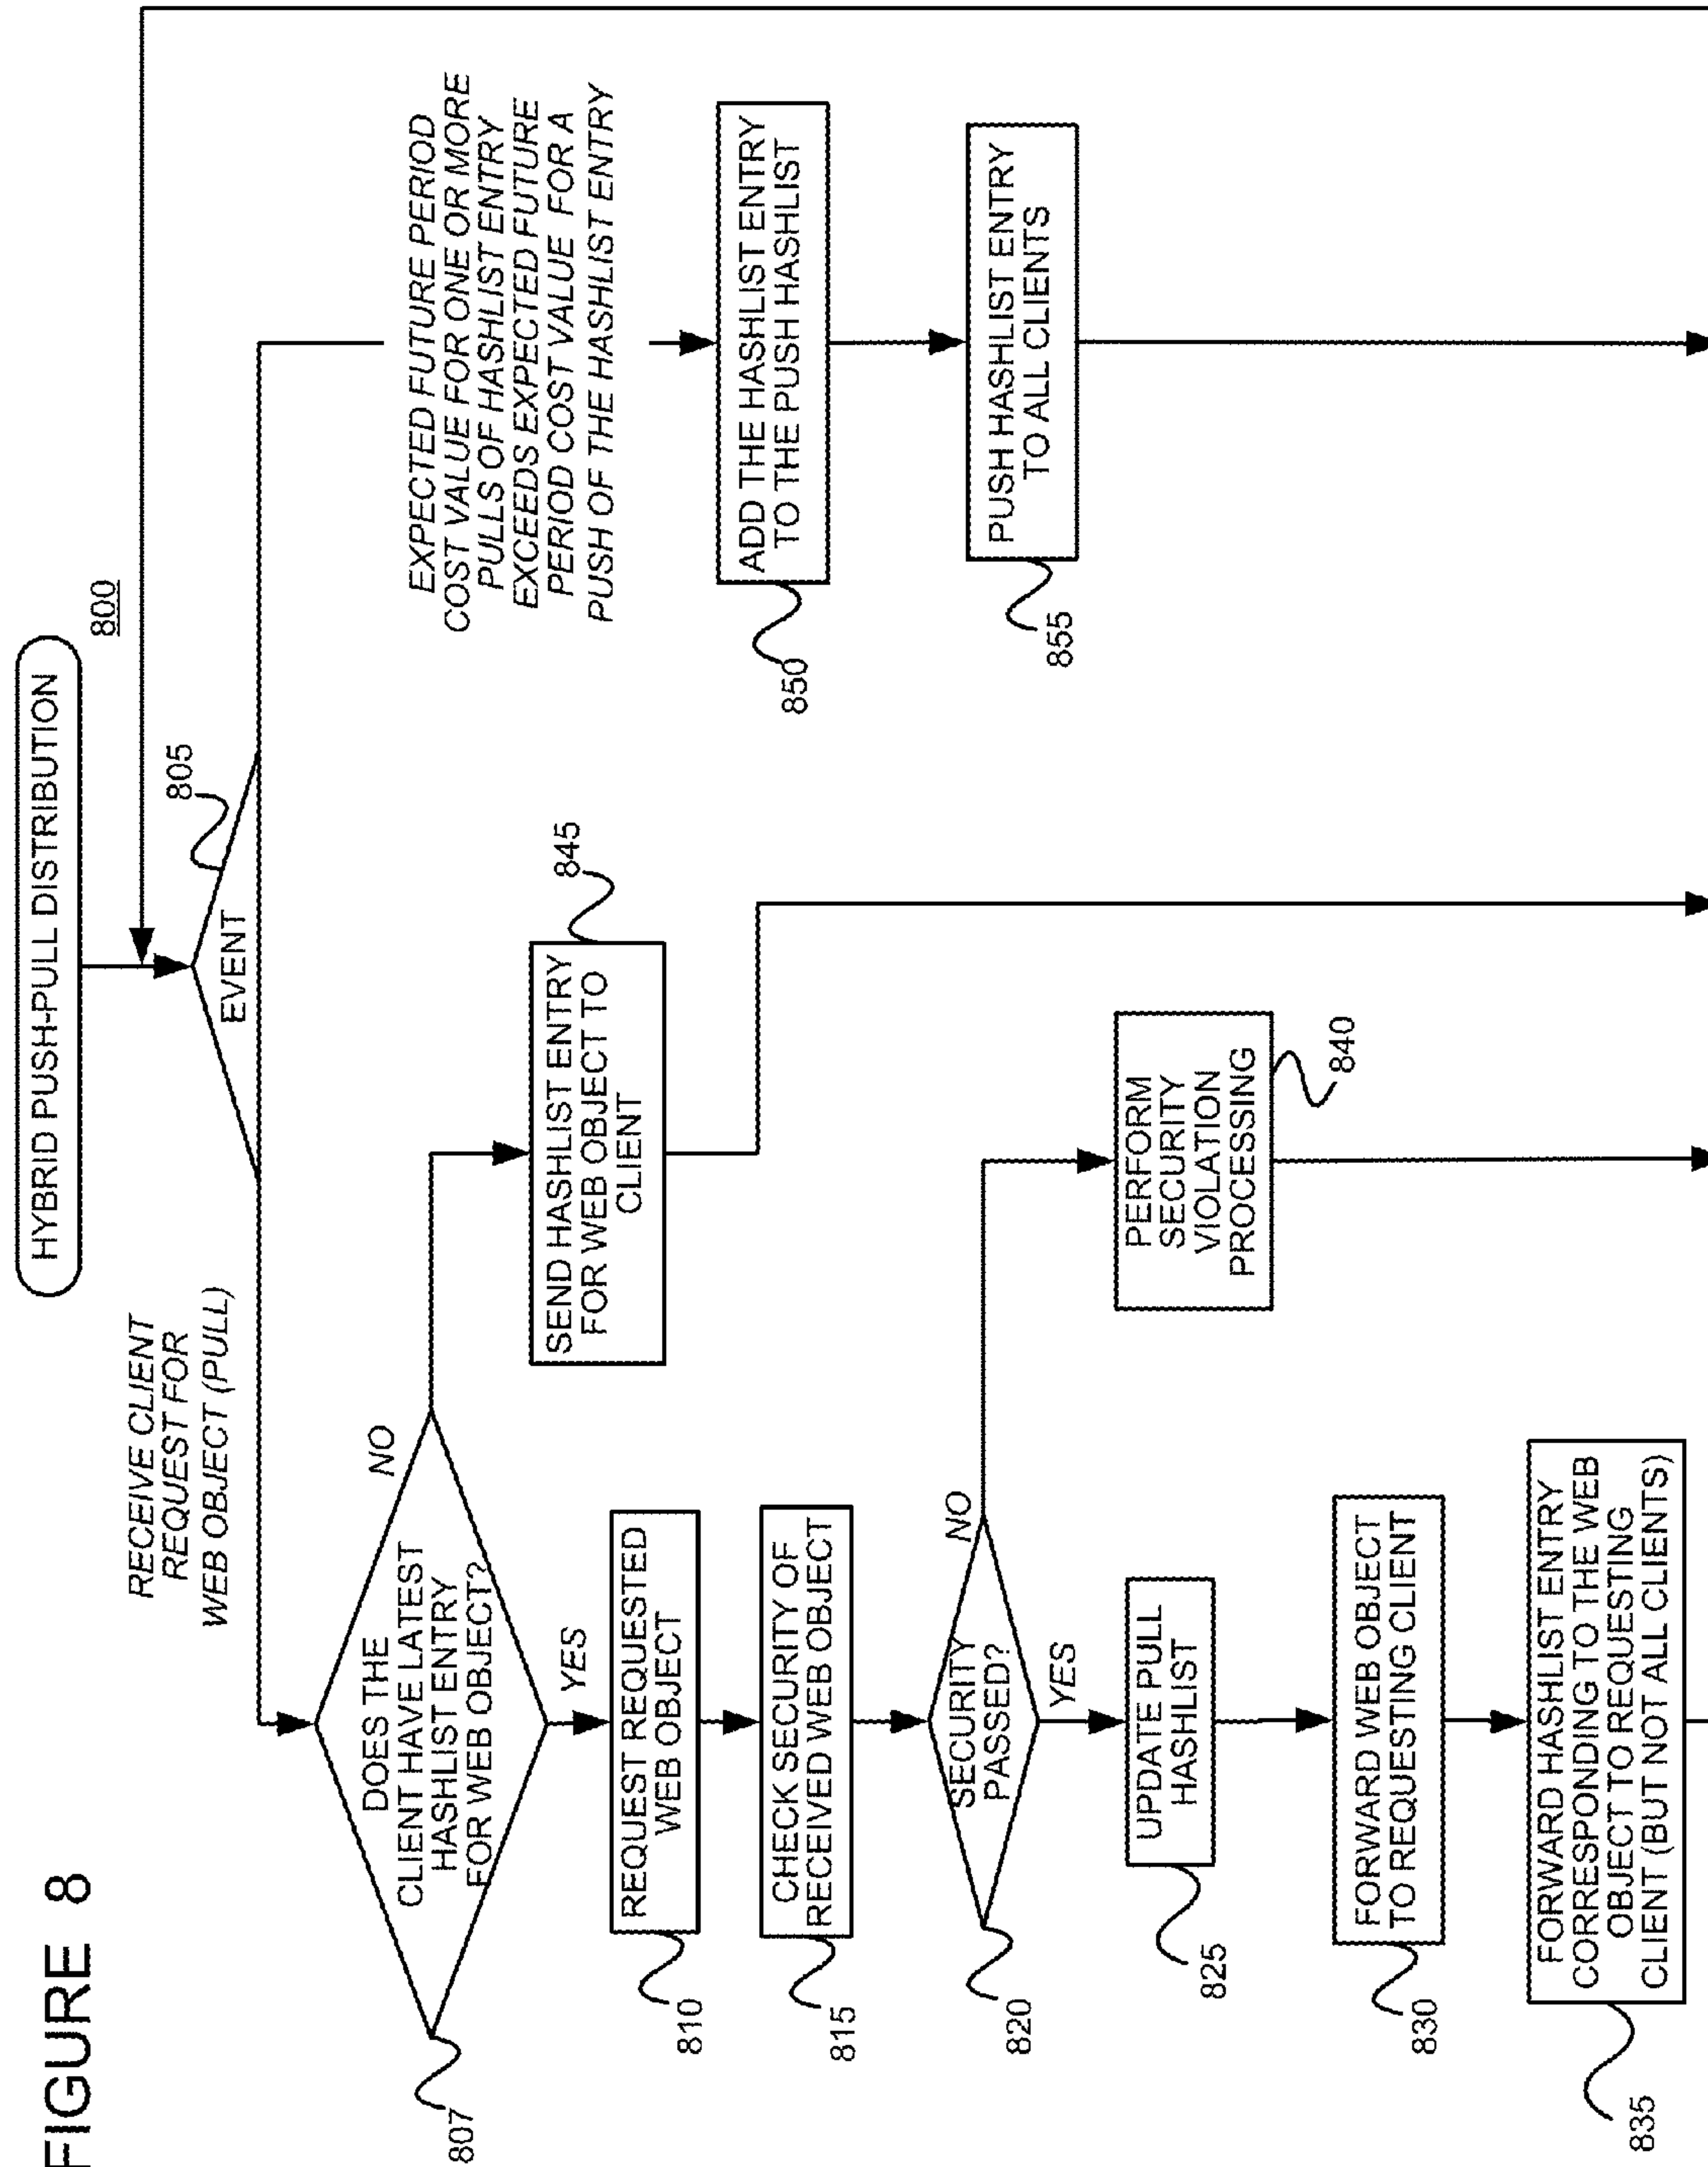 FIGURE 8
HYBRID PUSH-PULL DISTRIBUTION
800
EVENT
805
RECEIVE CLIENT
REQUEST FOR
WEB OBJECT (PULL)
DOES THE
CLIENT HAVE LATEST
HASHLIST ENTRY
FOR WEB OBJECT?
807
NO
YES
SEND HASHLIST ENTRY
FOR WEB OBJECT TO
CLIENT
845
REQUEST REQUESTED
WEB OBJECT
810
CHECK SECURITY OF
RECEIVED WEB OBJECT
815
SECURITY
PASSED?
820
NO
YES
PERFORM
SECURITY
VIOLATION
PROCESSING
840
UPDATE PULL
HASHLIST
825
FORWARD WEB OBJECT
TO REQUESTING CLIENT
830
FORWARD HASHLIST ENTRY
CORRESPONDING TO THE WEB
OBJECT TO REQUESTING
CLIENT (BUT NOT ALL CLIENTS)
835
EXPECTED FUTURE PERIOD
COST VALUE FOR ONE OR MORE
PULLS OF HASHLIST ENTRY
EXCEEDS EXPECTED FUTURE
PERIOD COST VALUE FOR A
PUSH OF THE HASHLIST ENTRY
ADD THE HASHLIST ENTRY
TO THE PUSH HASHLIST
850
PUSH HASHLIST ENTRY
TO ALL CLIENTS
855